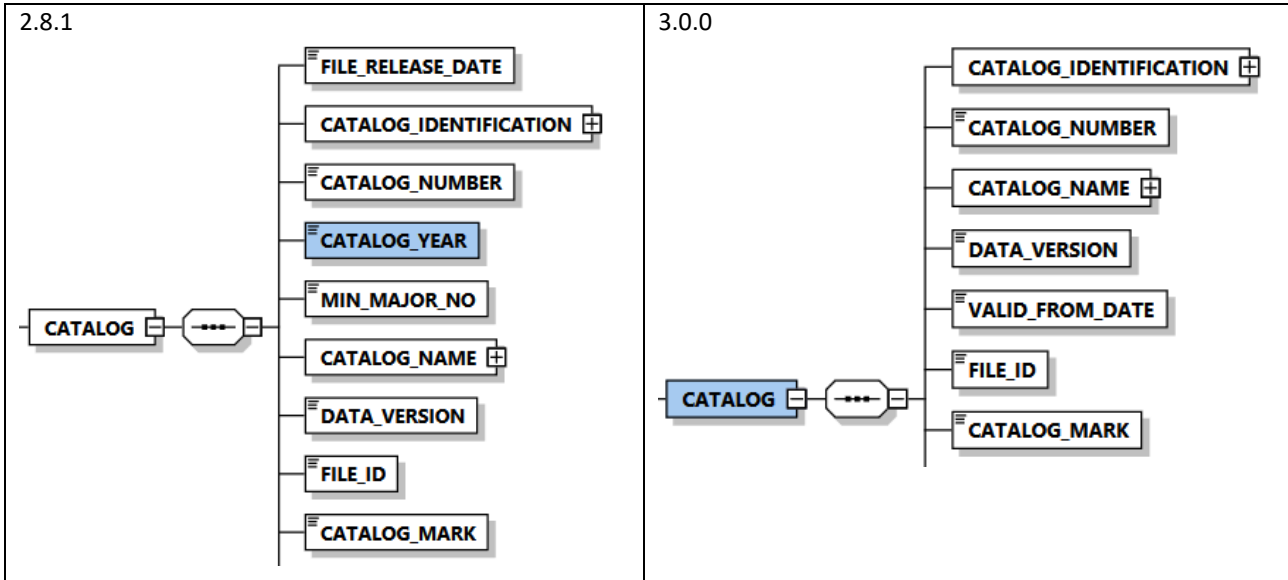 2.8.1
FILE_RELEASE_DATE
CATALOG_IDENTIFICATION
CATALOG_NUMBER
CATALOG_YEAR
MIN_MAJOR_NO
CATALOG
CATALOG_NAME
DATA_VERSION
FILE_ID
CATALOG_MARK
3.0.0
CATALOG_IDENTIFICATION
CATALOG_NUMBER
CATALOG_NAME
DATA_VERSION
VALID_FROM_DATE
FILE_ID
CATALOG
CATALOG_MARK